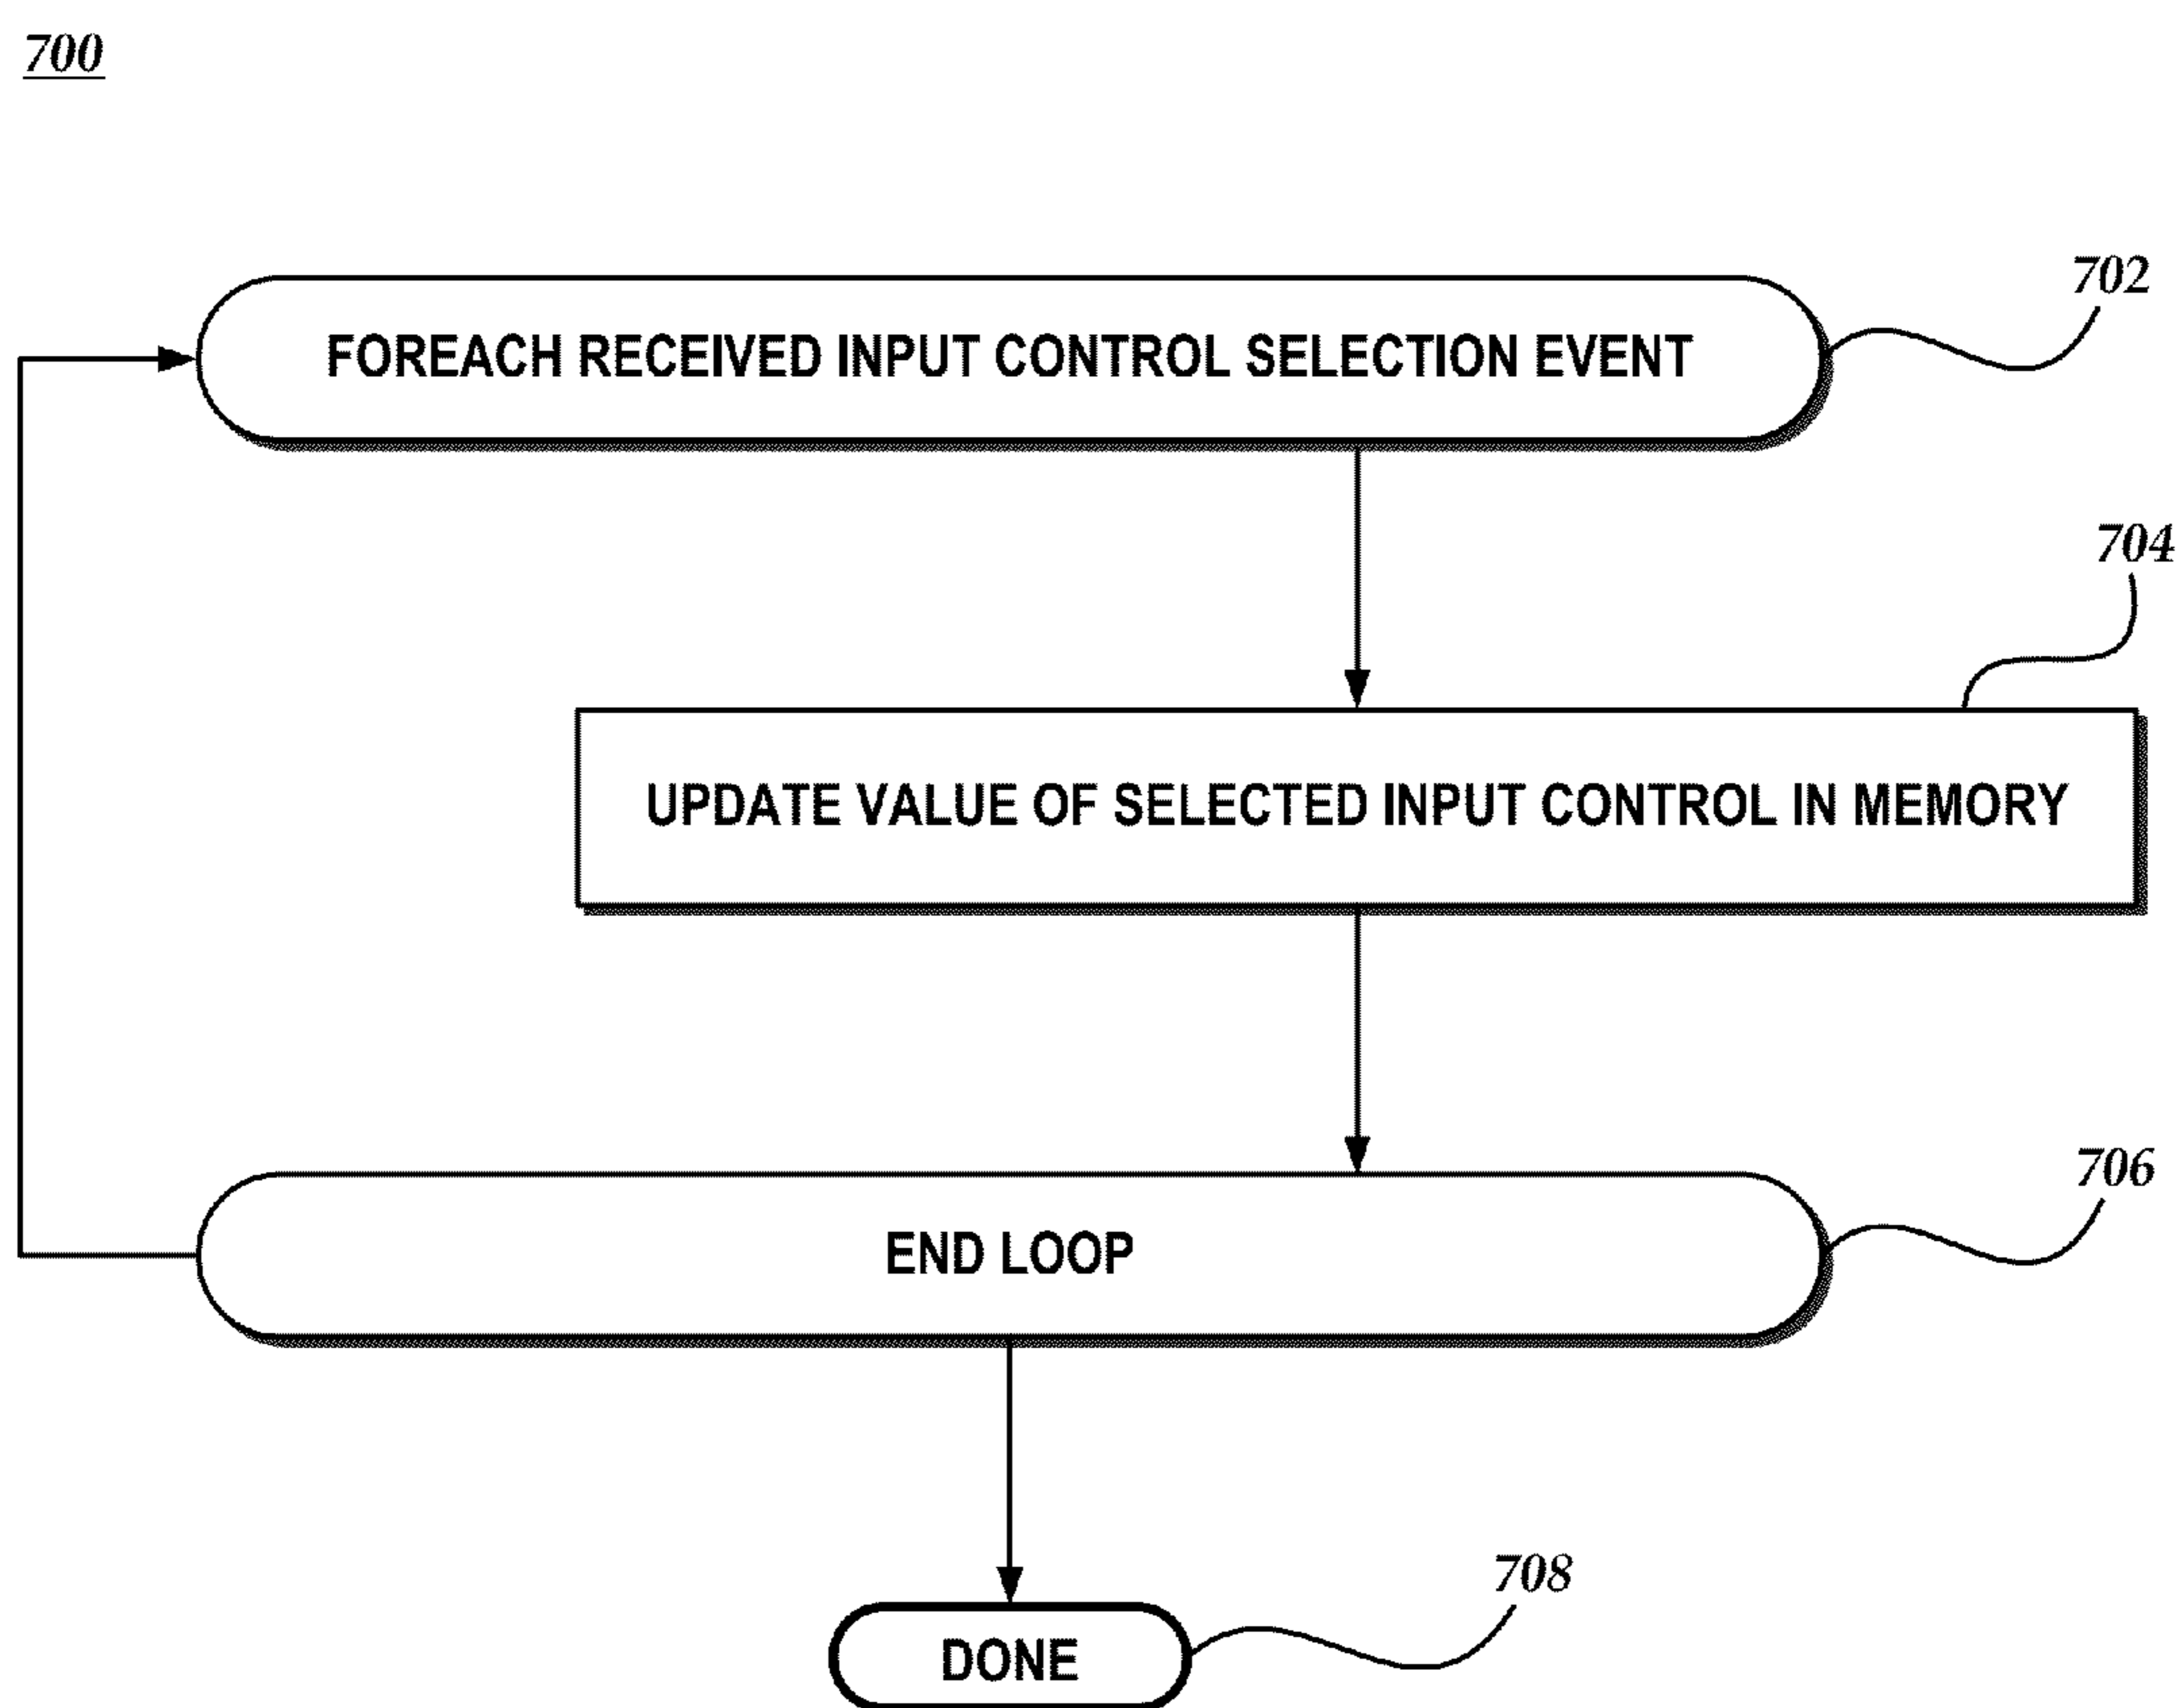 700
702
FOREACH RECEIVED INPUT CONTROL SELECTION EVENT
704
UPDATE VALUE OF SELECTED INPUT CONTROL IN MEMORY
706
END LOOP
708
DONE